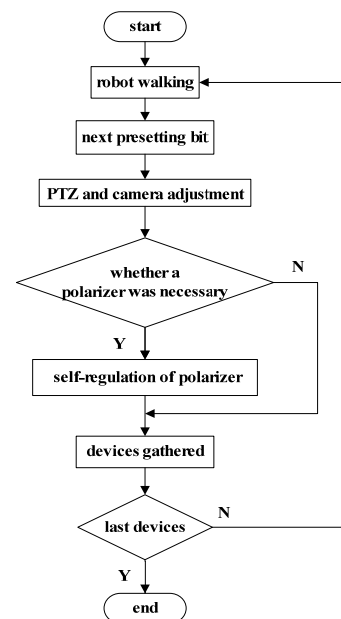 start
robot walking
next presetting bit
PTZ and camera adjustment
whether a
polarizer was necessary
N
Y
self-regulation of polarizer
devices gathered
last devices
N
Y
end